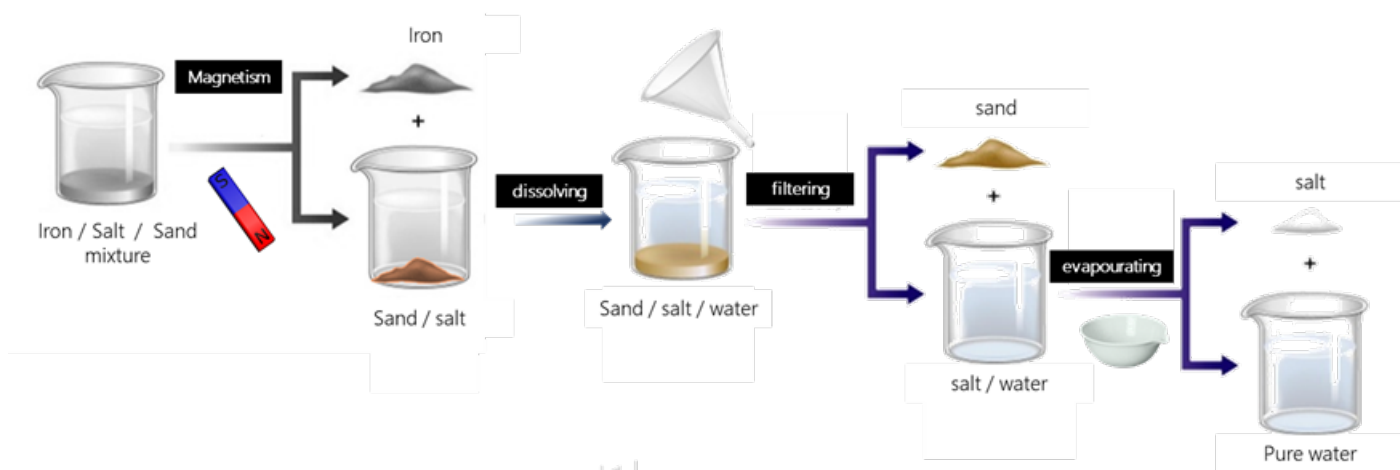 Iron / Salt / Sand
mixture
Magnetism
S
N
Iron
+
Sand / salt
dissolving
Sand / salt / water
filtering
sand
+
salt / water
evapourating
salt
+
Pure water